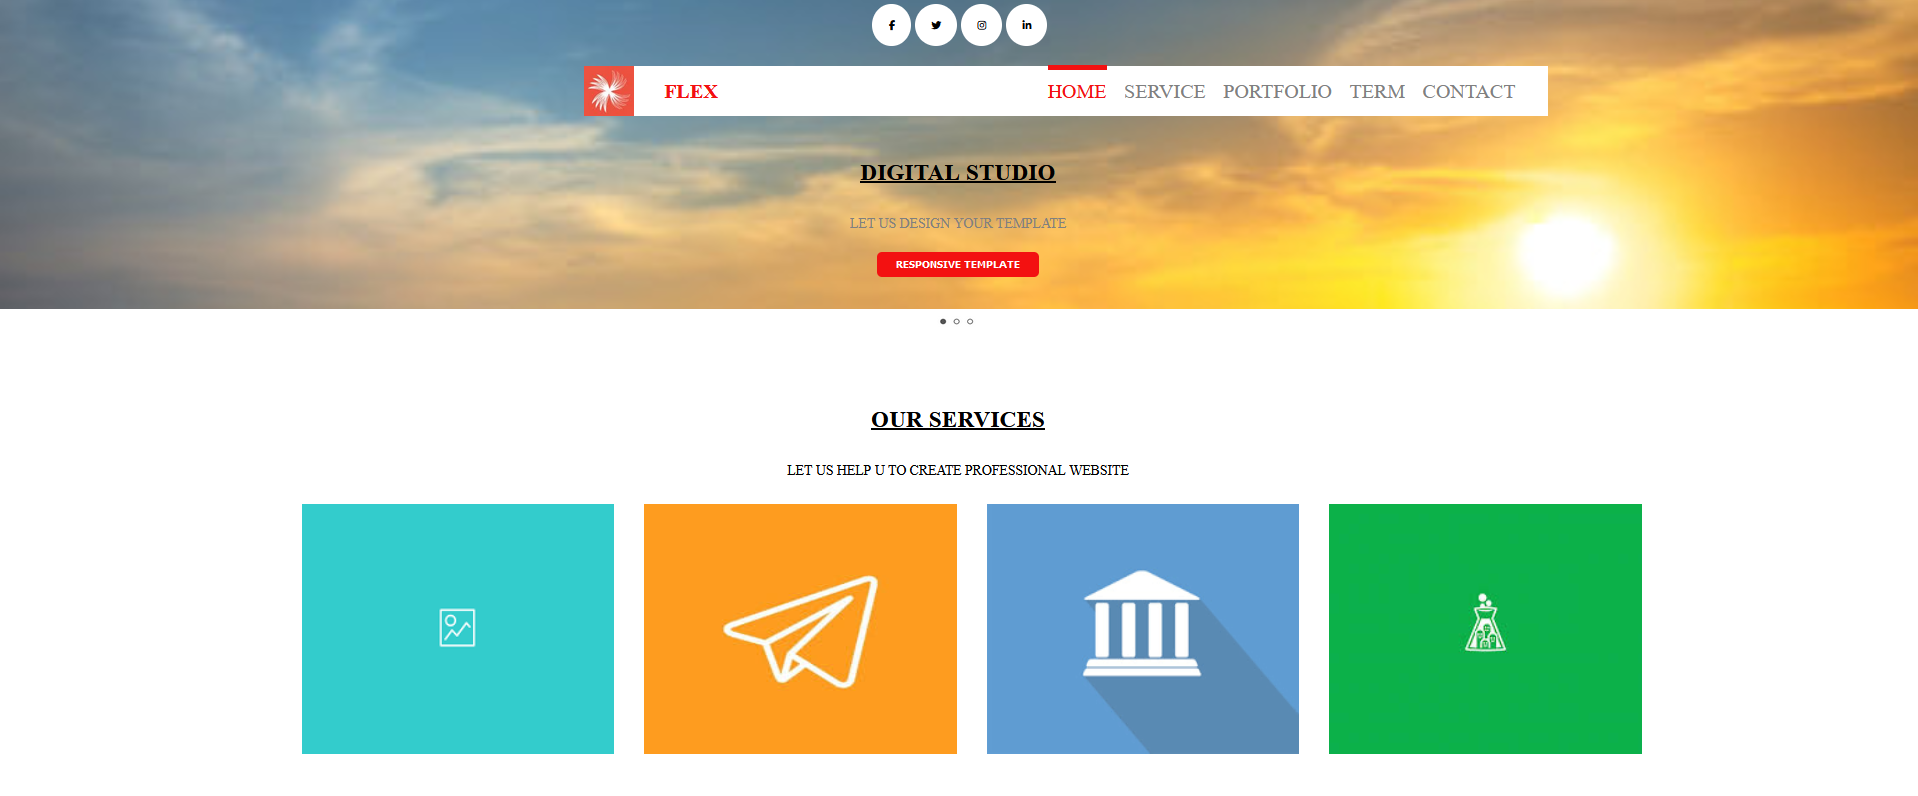 FLEX
HOME SERVICE PORTFOLIO TERM CONTACT
DIGITAL STUDIO
LET US DESIGN YOUR TEMPLATE
RESPONSIVE TEMPLATE
OUR SERVICES
LET US HELP U TO CREATE PROFESSIONAL WEBSITE